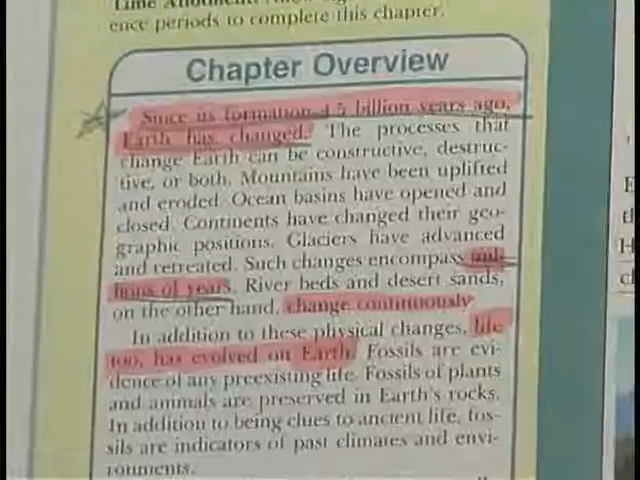 ence periods to complete this chapter.
Chapter Overview
Since its formation 4.5 billion years ago,
Earth has changed. The processes that
change Earth can be constructive, destruc-
tive, or both. Mountains have been uplifted
and eroded. Ocean basins have opened and
closed. Continents have changed their geo-
graphic positions. Glaciers have advanced
and retreated. Such changes encompass mil-
lions of years. River beds and desert sands,
on the other hand, change continuously.
In addition to these physical changes, life
too, has evolved on Earth. Fossils are evi-
dence of any preexisting life. Fossils of plants
and animals are preserved in Earth's rocks.
In addition to being clues to ancient life, fos-
sils are indicators of past climates and envi-
ronments.